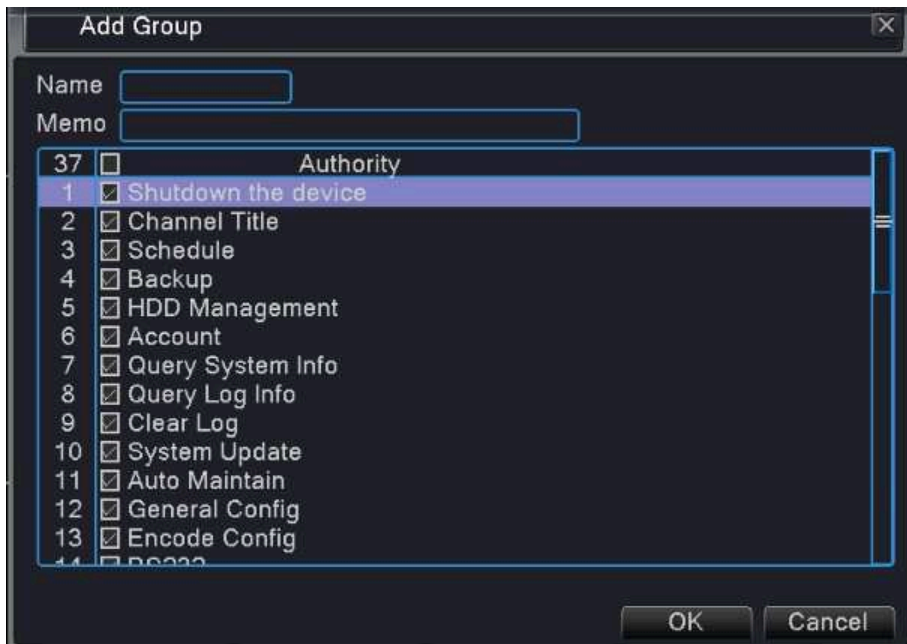 Add Group
Name
Memo
37 Authority
1 Shutdown the device
2 Channel Title
3 Schedule
4 Backup
5 HDD Management
6 Account
7 Query System Info
8 Query Log Info
9 Clear Log
10 System Update
11 Auto Maintain
12 General Config
13 Encode Config
14 RS232
OK Cancel